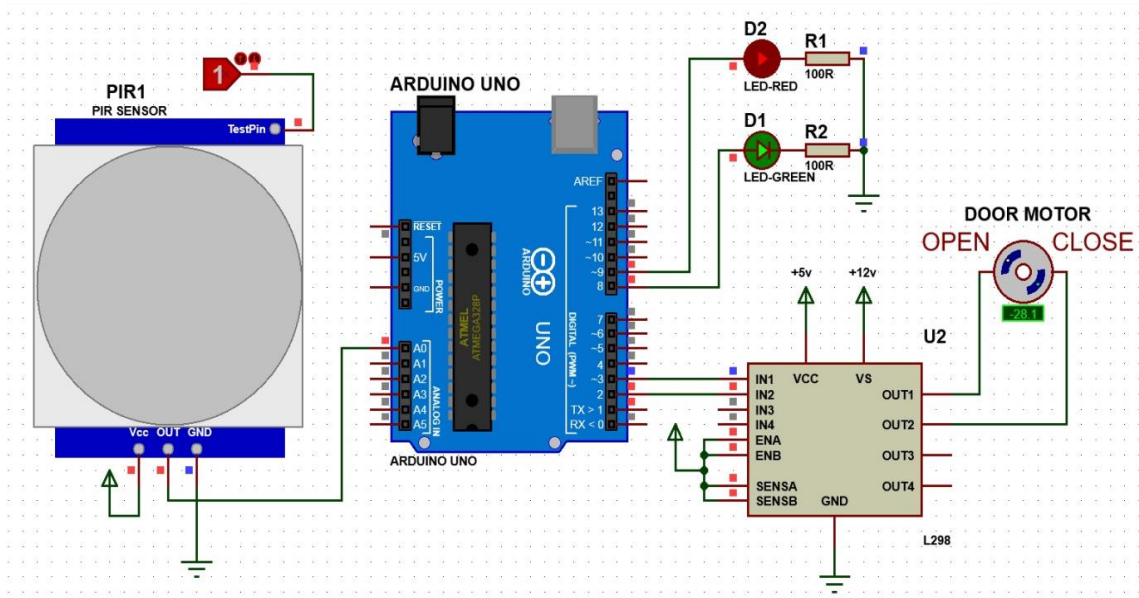 1
PIR1
PIR SENSOR
TestPin
Vcc OUT GND
ARDUINO UNO
AREF
RESET
5V
GND
POWER
A0
A1
A2
A3
A4
A5
ANALOG IN
ATMEL
ATMEGA328P
ARDUINO
UNO
13
12
~11
~10
~9
8
7
~6
~5
4
~3
2
TX > 1
RX < 0
DIGITAL (PWM~)
ARDUINO UNO
D2
LED-RED
R1
100R
D1
LED-GREEN
R2
100R
DOOR MOTOR
OPEN CLOSE
-28.1
+5v +12v
U2
VCC VS
IN1
IN2
IN3
IN4
ENA
ENB
SENSA
SENSB
GND
OUT1
OUT2
OUT3
OUT4
L298